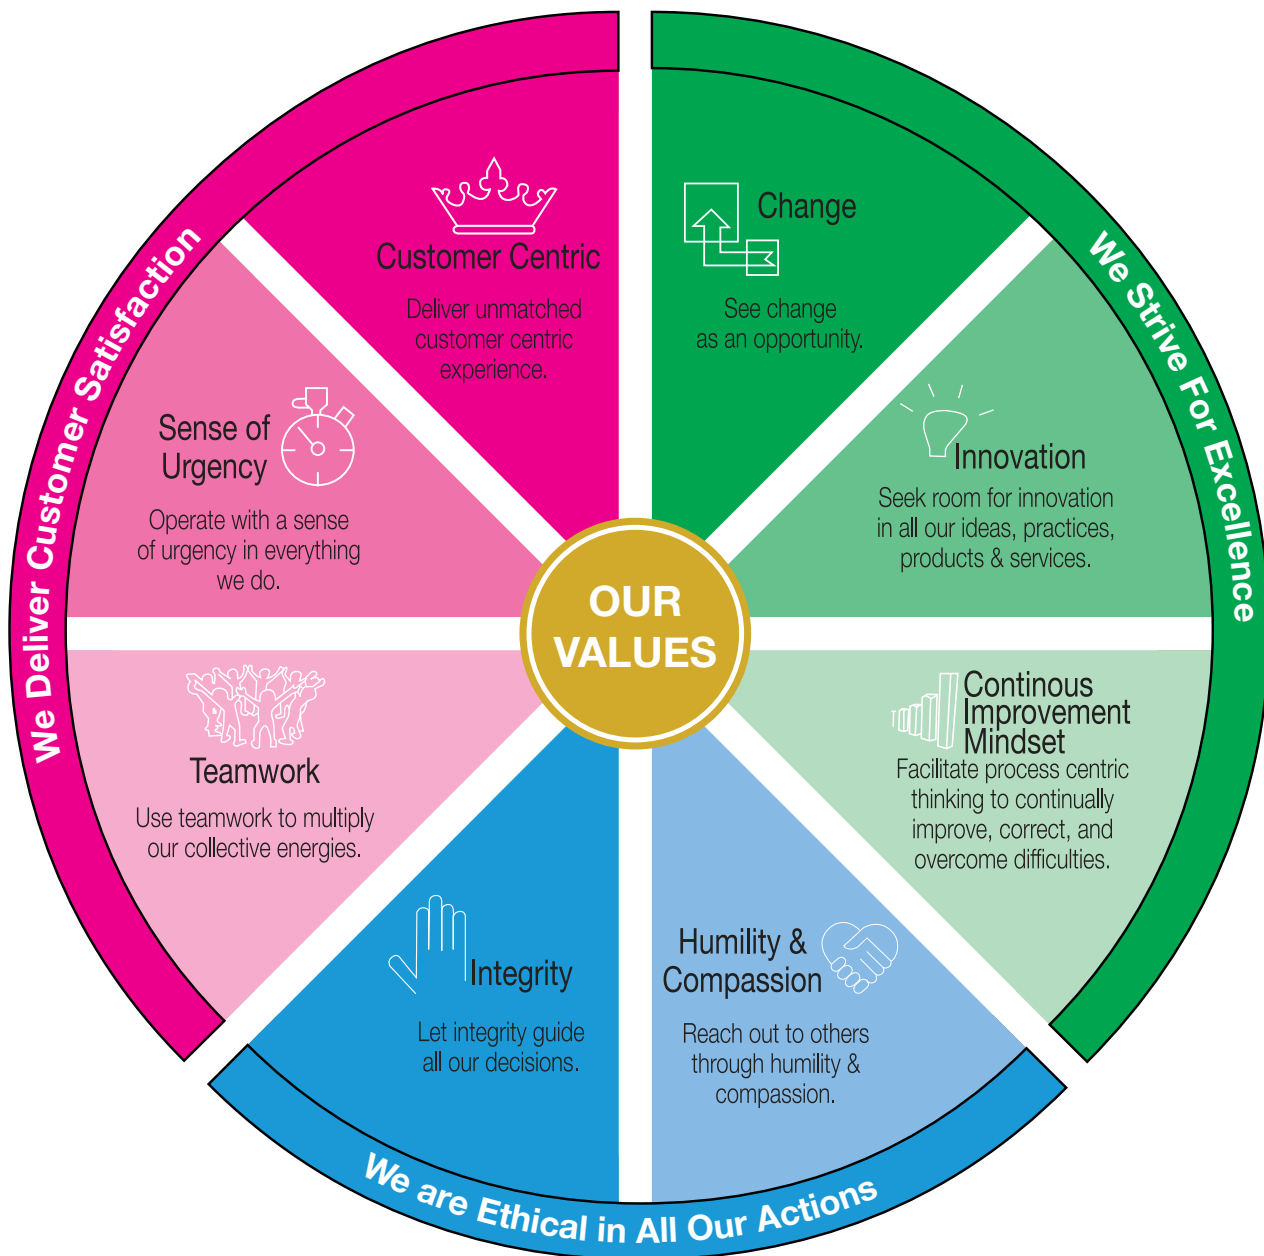 OUR
VALUES
We Deliver Customer Satisfaction
Customer Centric
Deliver unmatched
customer centric
experience.
Sense of
Urgency
Operate with a sense
of urgency in everything
we do.
Teamwork
Use teamwork to multiply
our collective energies.
We Strive For Excellence
Change
See change
as an opportunity.
Innovation
Seek room for innovation
in all our ideas, practices,
products & services.
Continous
Improvement
Mindset
Facilitate process centric
thinking to continually
improve, correct, and
overcome difficulties.
We are Ethical in All Our Actions
Integrity
Let integrity guide
all our decisions.
Humility &
Compassion
Reach out to others
through humility &
compassion.